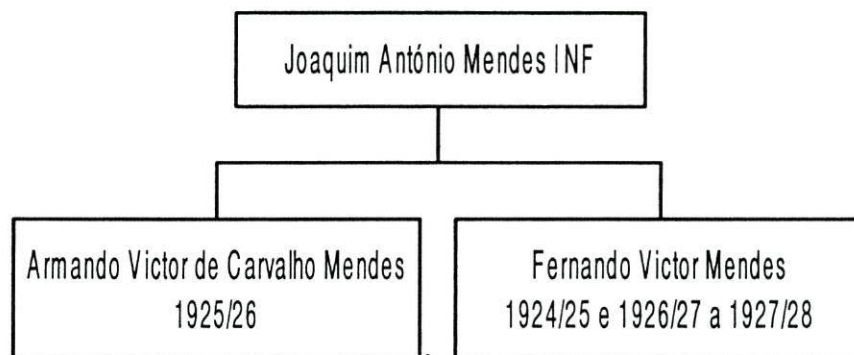 Joaquim António Mendes INF
Armando Victor de Carvalho Mendes
1925/26
Fernando Victor Mendes
1924/25 e 1926/27 a 1927/28